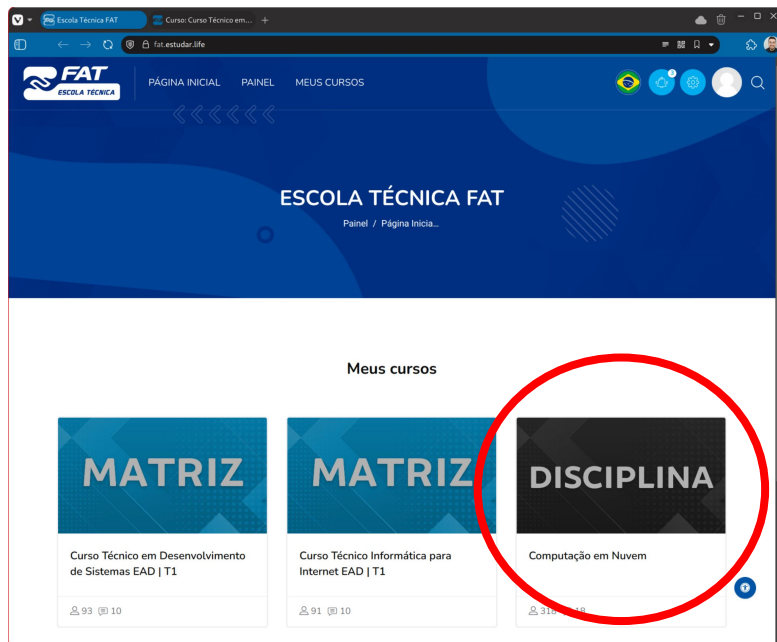 Escola Técnica FAT
Curso: Curso Técnico em...
fat.estudar.life
FAT
ESCOLA TÉCNICA
PÁGINA INICIAL
PAINEL
MEUS CURSOS
ESCOLA TÉCNICA FAT
Painel / Página Inicia...
Meus cursos
MATRIZ
MATRIZ
DISCIPLINA
Curso Técnico em Desenvolvimento
de Sistemas EAD | T1
Curso Técnico Informática para
Internet EAD | T1
Computação em Nuvem
93 10
91 10
318 18